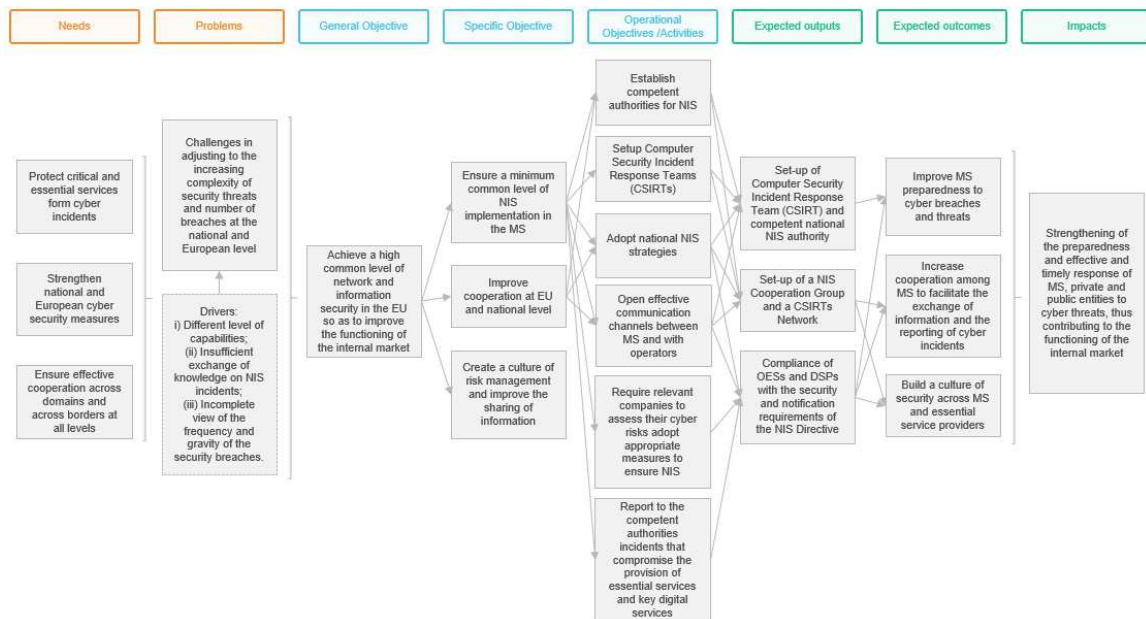 Needs
Problems
General Objective
Specific Objective
Operational
Objectives /Activities
Expected outputs
Expected outcomes
Impacts
Protect critical and
essential services
form cyber
incidents
Strengthen
national and
European cyber
security measures
Ensure effective
cooperation across
domains and
across borders at
all levels
Challenges in
adjusting to the
increasing
complexity of
security threats
and number of
breaches at the
national and
European level
Drivers:
i) Different level of
capabilities;
(ii) Insufficient
exchange of
knowledge on NIS
incidents;
(iii) Incomplete
view of the
frequency and
gravity of the
security breaches.
Achieve a high
common level of
network and
information
security in the EU
so as to improve
the functioning of
the internal market
Ensure a minimum
common level of
NIS
implementation in
the MS
Improve
cooperation at EU
and national level
Create a culture of
risk management
and improve the
sharing of
information
Establish
competent
authorities for NIS
Setup Computer
Security Incident
Response Teams
(CSIRTs)
Adopt national NIS
strategies
Open effective
communication
channels between
MS and with
operators
Require relevant
companies to
assess their cyber
risks adopt
appropriate
measures to
ensure NIS
Report to the
competent
authorities
incidents that
compromise the
provision of
essential services
and key digital
services
Set-up of
Computer Security
Incident Response
Team (CSIRT) and
competent national
NIS authority
Set-up of a NIS
Cooperation Group
and a CSIRTs
Network
Compliance of
OESs and DSPs
with the security
and notification
requirements of
the NIS Directive
Improve MS
preparedness to
cyber breaches
and threats
Increase
cooperation among
MS to facilitate the
exchange of
information and the
reporting of cyber
incidents
Build a culture of
security across MS
and essential
service providers
Strengthening of
the preparedness
and effective and
timely response of
MS, private and
public entities to
cyber threats, thus
contributing to the
functioning of the
internal market